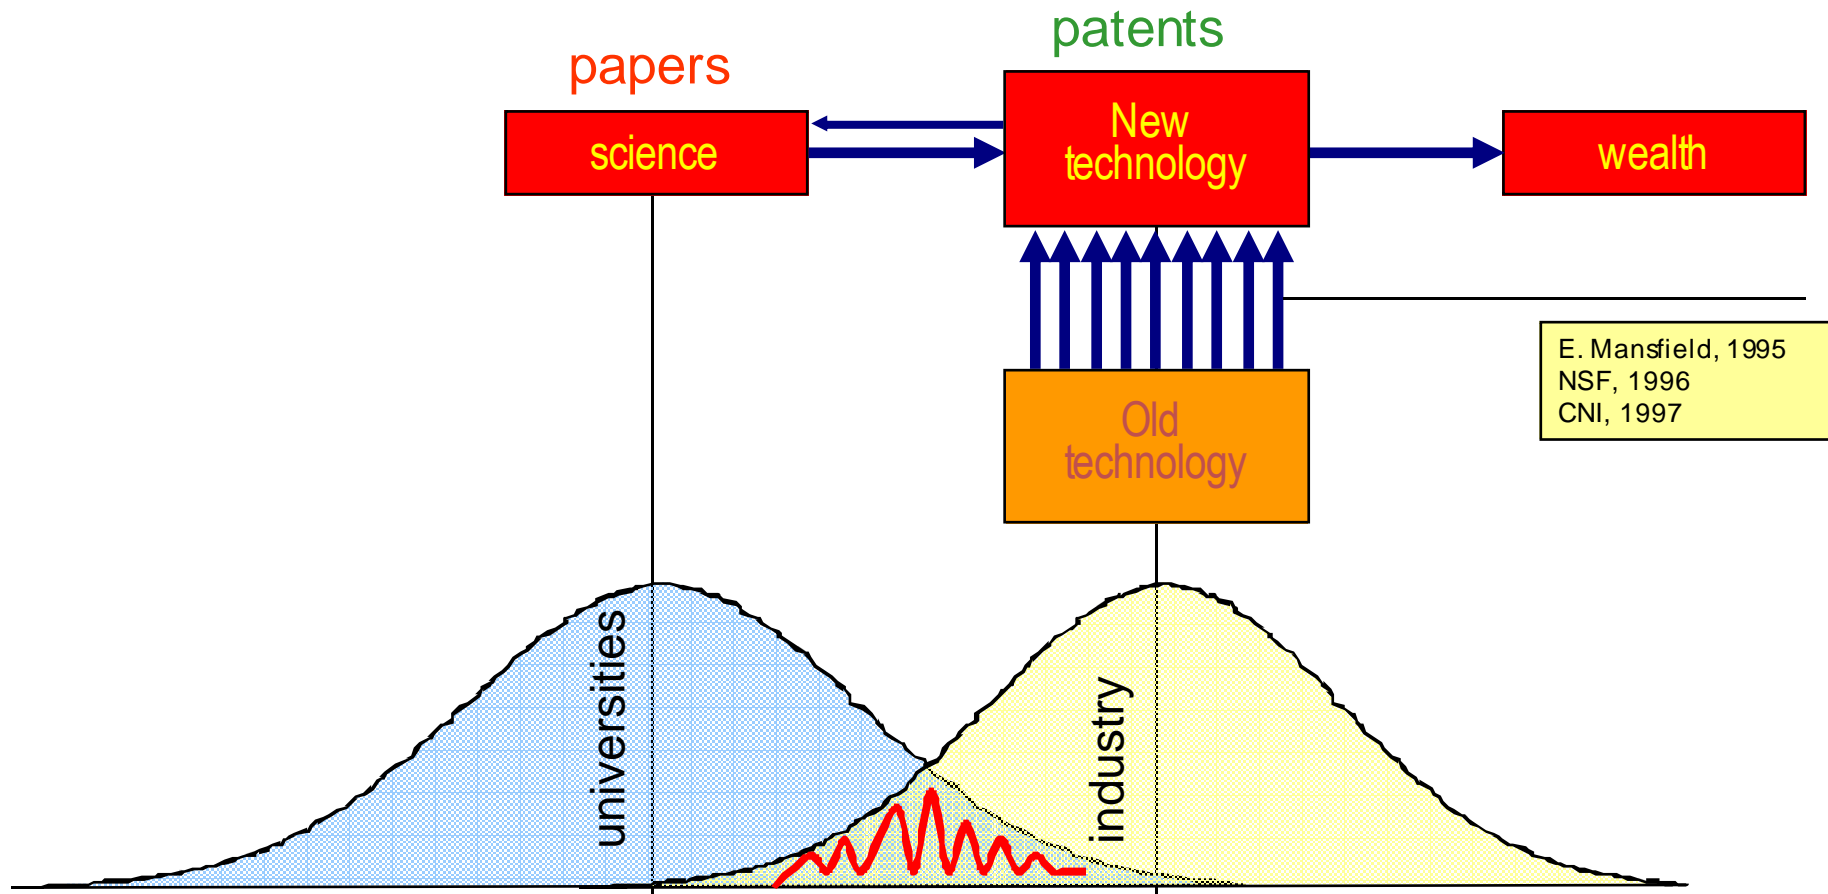 patents
papers
New
technology
science
wealth
E. Mansfield, 1995
NSF, 1996
CNI, 1997
Old
technology
universities
industry